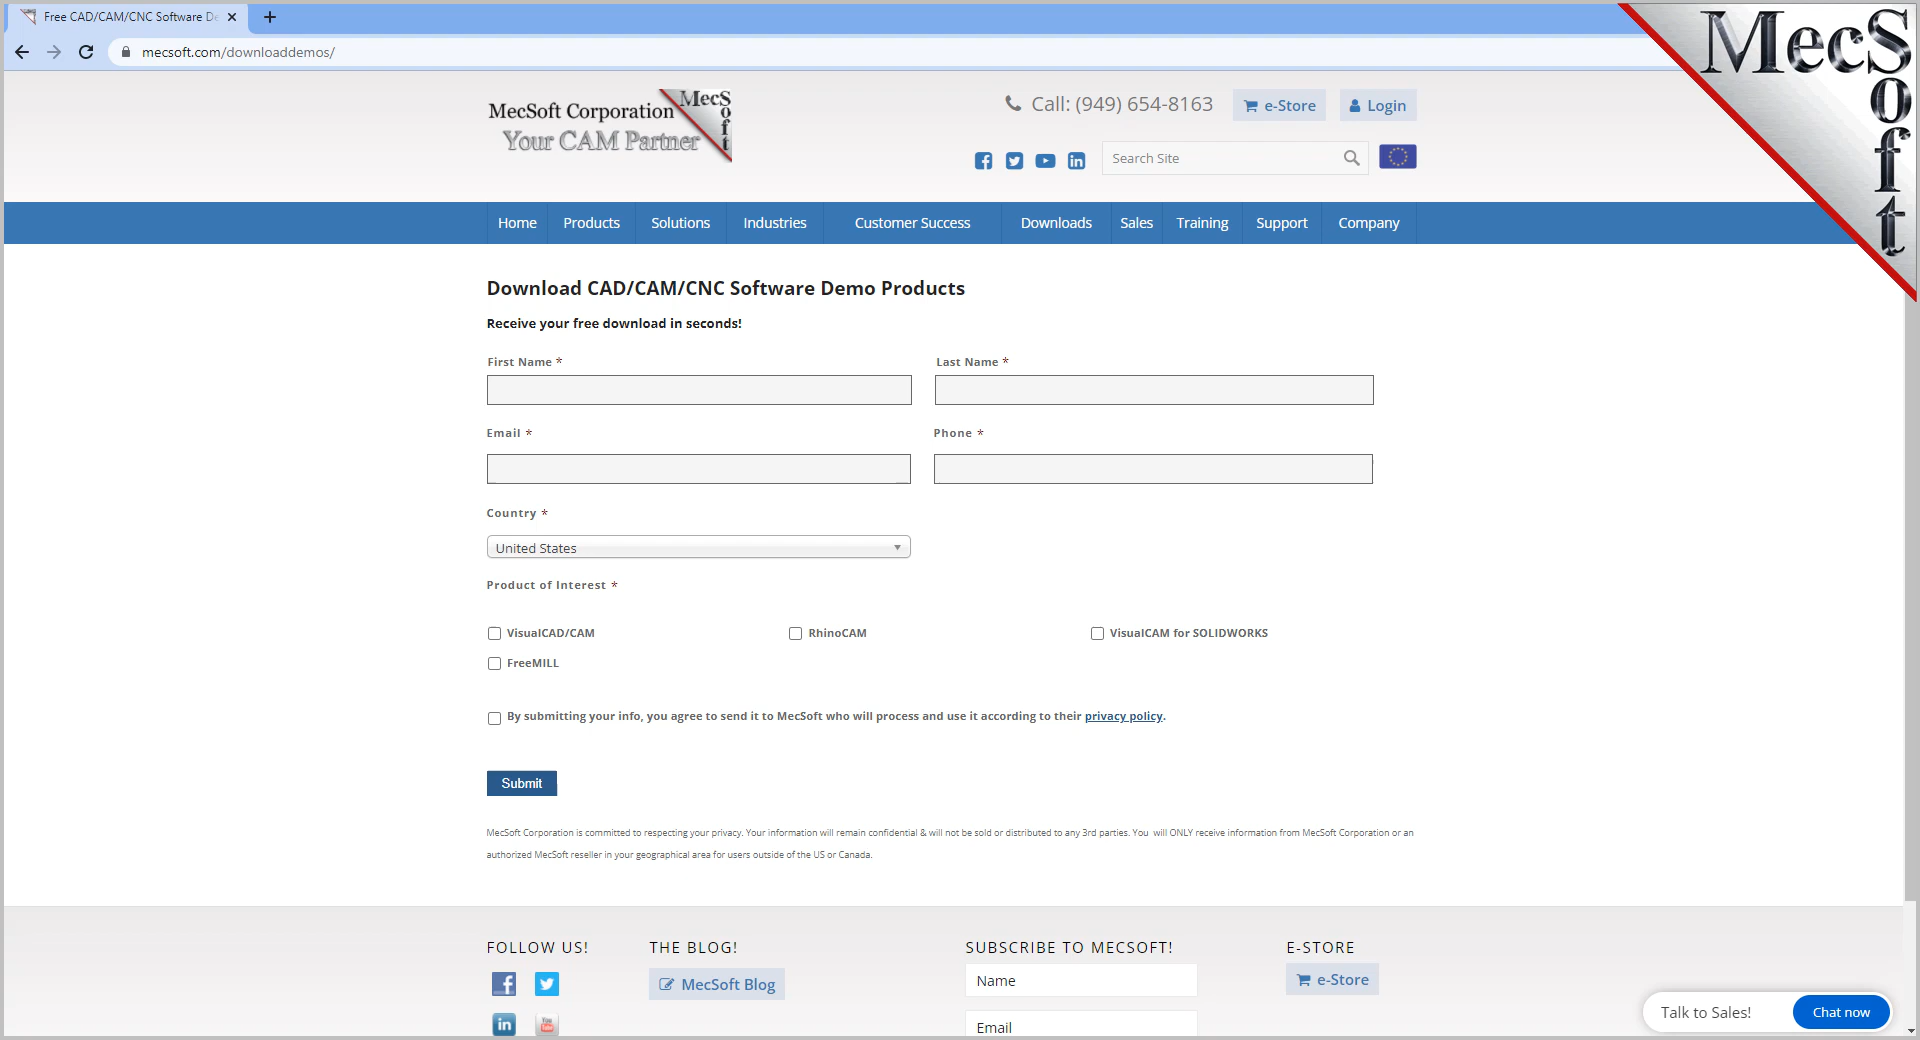 Free CAD/CAM/CNC Software De
mecsoft.com/downloaddemos/
MecSoft
MecSoft Corporation
Your CAM Partner
MecSoft
Call: (949) 654-8163
e-Store
Login
Search Site
Home Products Solutions Industries Customer Success Downloads Sales Training Support Company
Download CAD/CAM/CNC Software Demo Products
Receive your free download in seconds!
First Name * Last Name *
Email * Phone *
Country *
United States
Product of Interest *
VisualCAD/CAM RhinoCAM VisualCAM for SOLIDWORKS
FreeMILL
By submitting your info, you agree to send it to MecSoft who will process and use it according to their privacy policy.
Submit
MecSoft Corporation is committed to respecting your privacy. Your information will remain confidential & will not be sold or distributed to any 3rd parties. You will ONLY receive information from MecSoft Corporation or an
authorized MecSoft reseller in your geographical area for users outside of the US or Canada.
FOLLOW US! THE BLOG! SUBSCRIBE TO MECSOFT! E-STORE
MecSoft Blog Name e-Store
Email
You Tube
Talk to Sales! Chat now